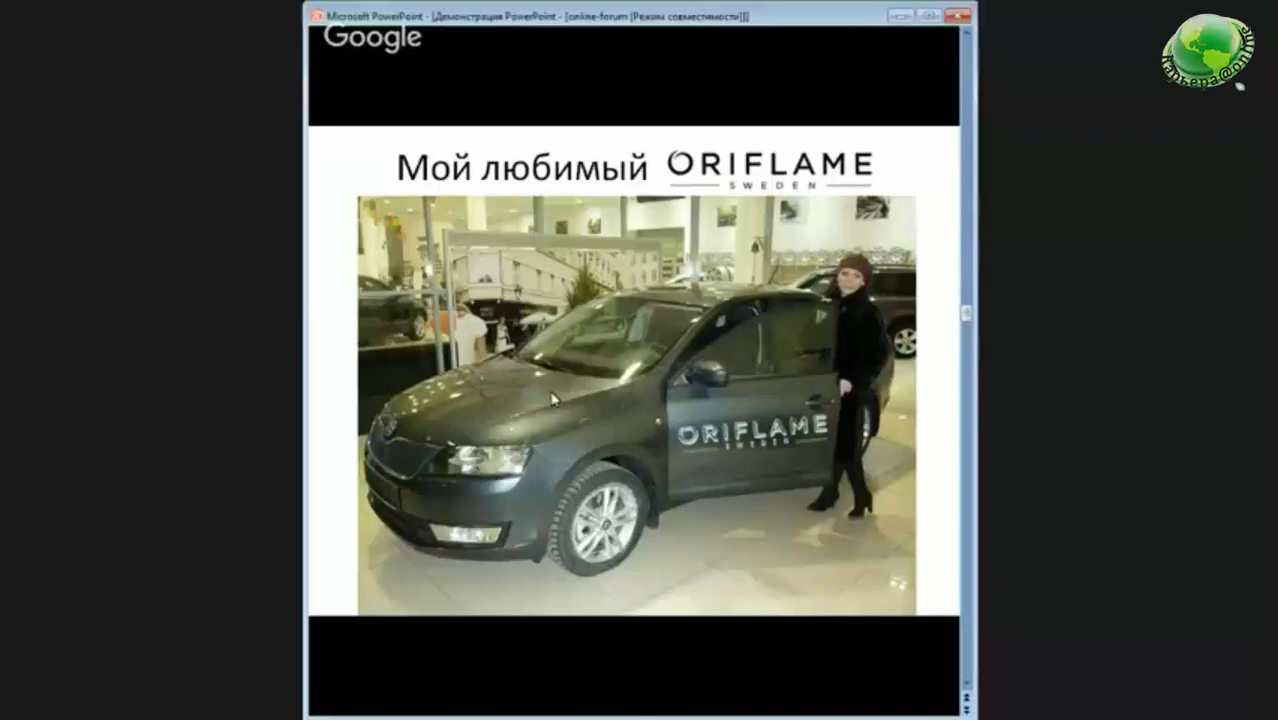 Microsoft PowerPoint - [Демонстрация PowerPoint - [online-forum [Режим совместимости]]]
Google
карьера@online
Мой любимый ORIFLAME
SWEDEN
ORIFLAME
SWEDEN